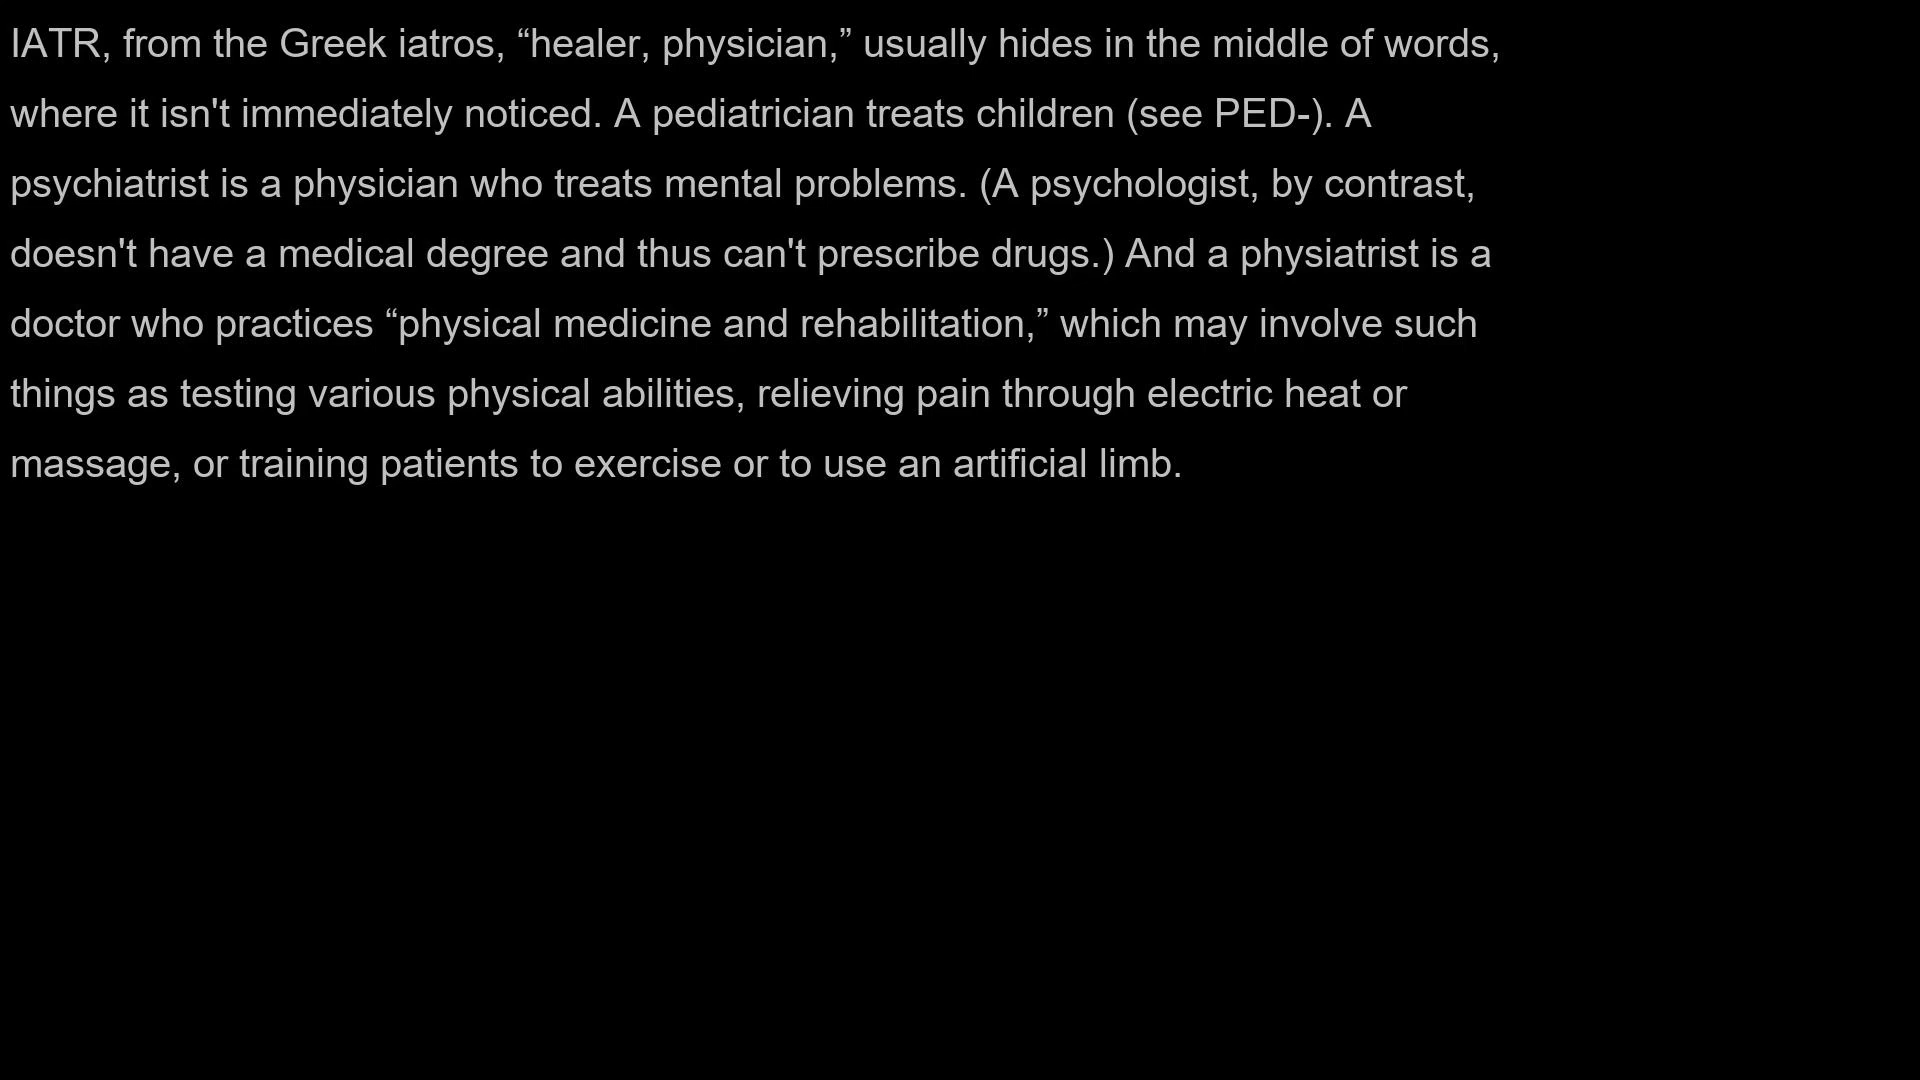 IATR, from the Greek iatros, “healer, physician,” usually hides in the middle of words,
where it isn't immediately noticed. A pediatrician treats children (see PED-). A
psychiatrist is a physician who treats mental problems. (A psychologist, by contrast,
doesn't have a medical degree and thus can't prescribe drugs.) And a physiatrist is a
doctor who practices “physical medicine and rehabilitation,” which may involve such
things as testing various physical abilities, relieving pain through electric heat or
massage, or training patients to exercise or to use an artificial limb.